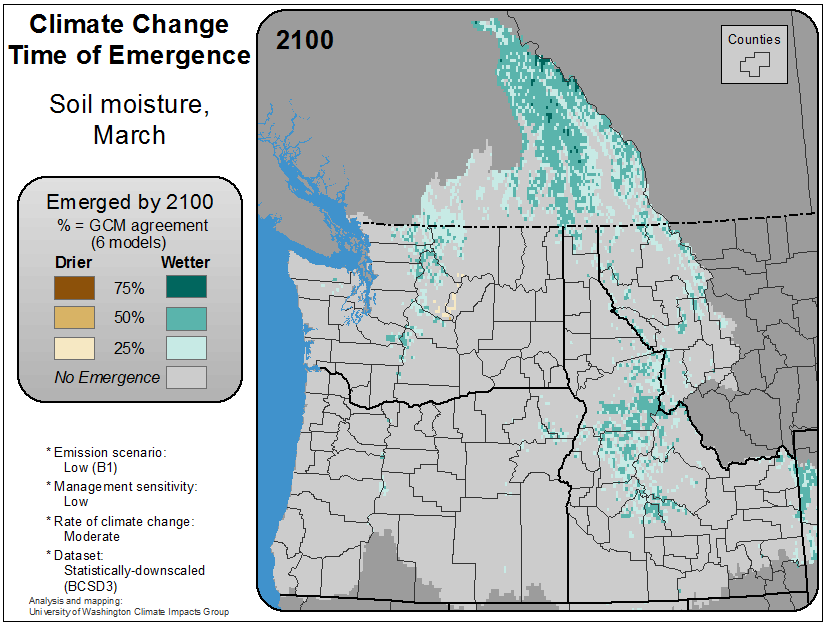 Climate Change
Time of Emergence
Soil moisture,
March
Emerged by 2100
% = GCM agreement
(6 models)
Drier Wetter
75%
50%
25%
No Emergence
* Emission scenario:
Low (B1)
* Management sensitivity:
Low
* Rate of climate change:
Moderate
* Dataset:
Statistically-downscaled
(BCSD3)
Analysis and mapping:
University of Washington Climate Impacts Group
2100
Counties